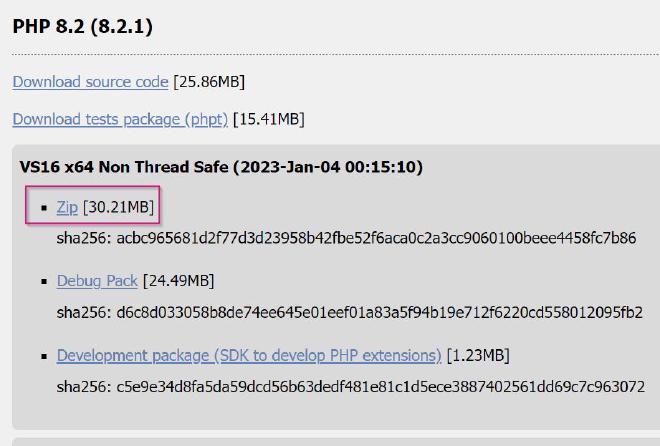 PHP 8.2 (8.2.1)
Download source code [25.86MB]
Download tests package (phpt) [15.41MB]
VS16 x64 Non Thread Safe (2023-Jan-04 00:15:10)
Zip [30.21MB]
sha256: acbc965681d2f77d3d23958b42fbe52f6aca0c2a3cc9060100beee4458fc7b86
Debug Pack [24.49MB]
sha256: d6c8d033058b8de74ee645e01eef01a83a5f94b19e712f6220cd558012095fb2
Development package (SDK to develop PHP extensions) [1.23MB]
sha256: c5e9e34d8fa5da59dcd56b63dedf481e81c1d5ece3887402561dd69c7c963072